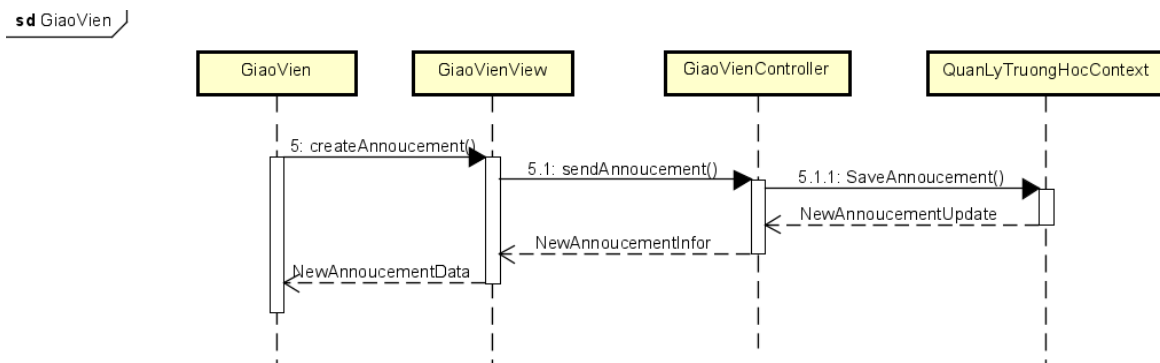 sd GiaoVien
GiaoVien
GiaoVienView
GiaoVienController
QuanLyTruongHocContext
5: createAnnoucement()
5.1: sendAnnoucement()
5.1.1: SaveAnnoucement()
NewAnnoucementUpdate
NewAnnoucementInfor
NewAnnoucementData